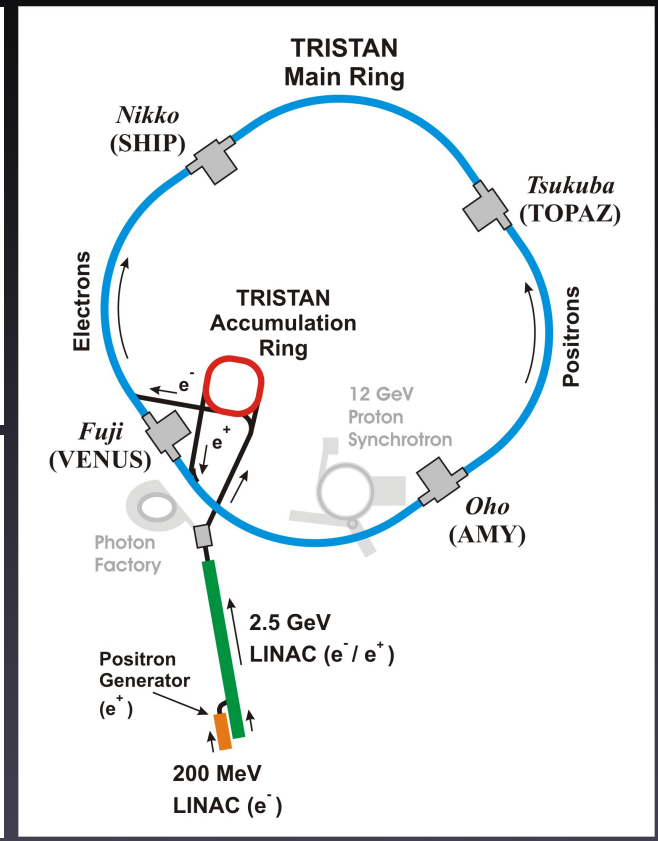 TRISTAN
Main Ring
Nikko
(SHIP)
Tsukuba
(TOPAZ)
Electrons
Positrons
TRISTAN
Accumulation
Ring
e⁻
e⁺
12 GeV
Proton
Synchrotron
Fuji
(VENUS)
Oho
(AMY)
Photon
Factory
2.5 GeV
LINAC (e⁻/ e⁺)
Positron
Generator
(e⁺)
200 MeV
LINAC (e⁻)